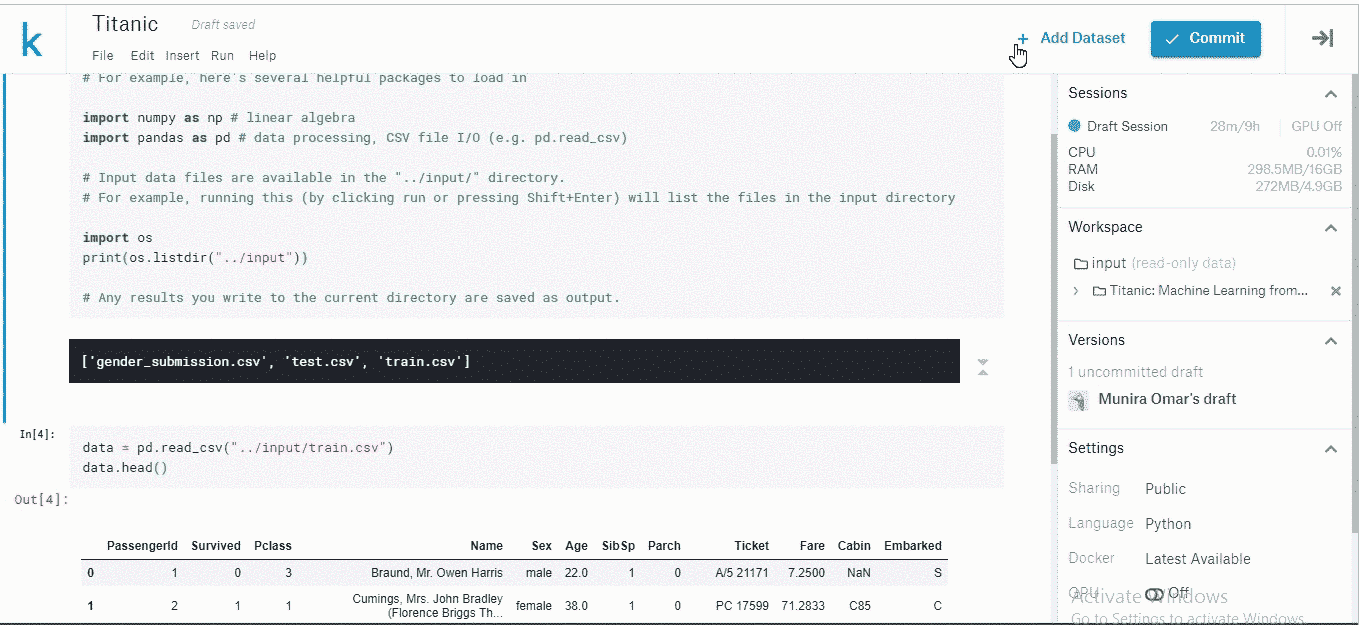 k
Titanic Draft saved
File Edit Insert Run Help
+ Add Dataset
Commit
# For example, here's several helpful packages to load in
import numpy as np # linear algebra
import pandas as pd # data processing, CSV file I/O (e.g. pd.read_csv)
# Input data files are available in the "../input/" directory.
# For example, running this (by clicking run or pressing Shift+Enter) will list the files in the input directory
import os
print(os.listdir("../input"))
# Any results you write to the current directory are saved as output.
['gender_submission.csv', 'test.csv', 'train.csv']
In[4]:
data = pd.read_csv("../input/train.csv")
data.head()
Out[4]:
PassengerId Survived Pclass Name Sex Age SibSp Parch Ticket Fare Cabin Embarked
0 1 0 3 Braund, Mr. Owen Harris male 22.0 1 0 A/5 21171 7.2500 NaN S
1 2 1 1 Cumings, Mrs. John Bradley (Florence Briggs Th... female 38.0 1 0 PC 17599 71.2833 C85 C
Sessions
Draft Session 28m/9h GPU Off
CPU 0.01%
RAM 298.5MB/16GB
Disk 272MB/4.9GB
Workspace
input (read-only data)
Titanic: Machine Learning from...
Versions
1 uncommitted draft
Munira Omar's draft
Settings
Sharing Public
Language Python
Docker Latest Available
GPU Off
Activate Windows
Go to Settings to activate Windows.